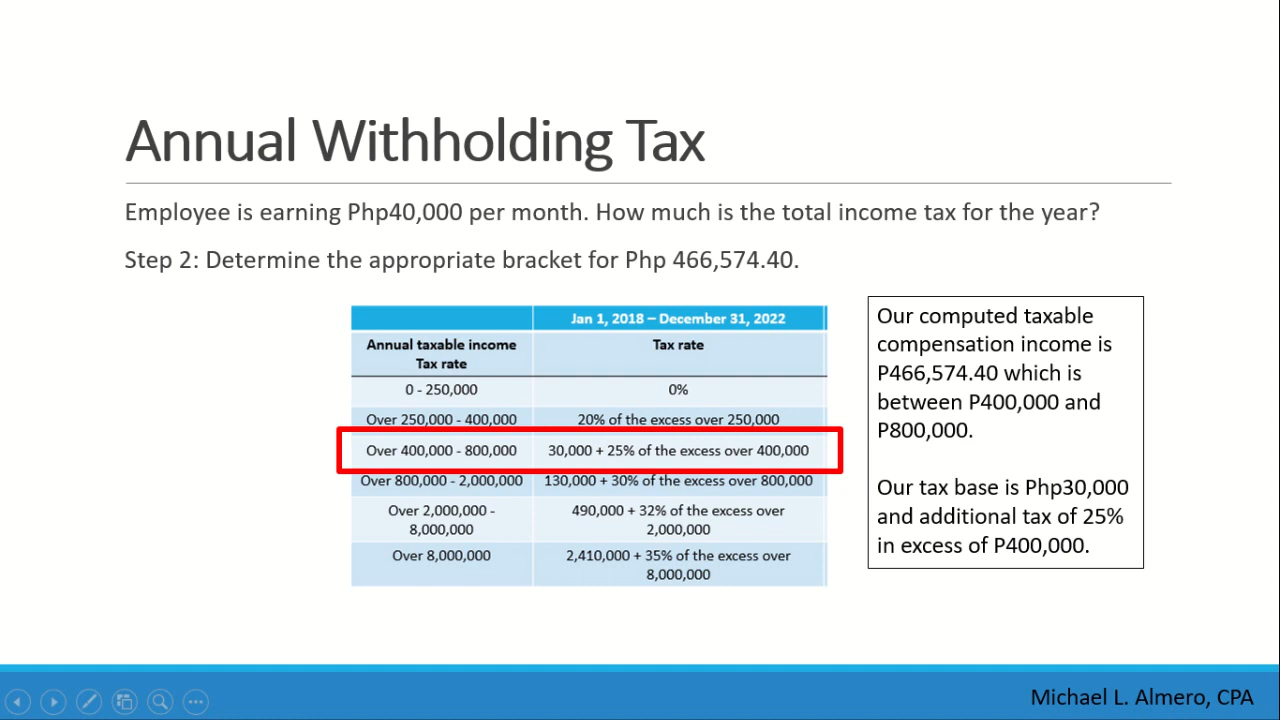 Annual Withholding Tax
Employee is earning Php40,000 per month. How much is the total income tax for the year?
Step 2: Determine the appropriate bracket for Php 466,574.40.
Jan 1, 2018 – December 31, 2022
Annual taxable income
Tax rate
Tax rate
0 - 250,000
0%
Over 250,000 - 400,000
20% of the excess over 250,000
Over 400,000 - 800,000
30,000 + 25% of the excess over 400,000
Over 800,000 - 2,000,000
130,000 + 30% of the excess over 800,000
Over 2,000,000 -
8,000,000
490,000 + 32% of the excess over
2,000,000
Over 8,000,000
2,410,000 + 35% of the excess over
8,000,000
Our computed taxable
compensation income is
P466,574.40 which is
between P400,000 and
P800,000.
Our tax base is Php30,000
and additional tax of 25%
in excess of P400,000.
Michael L. Almero, CPA